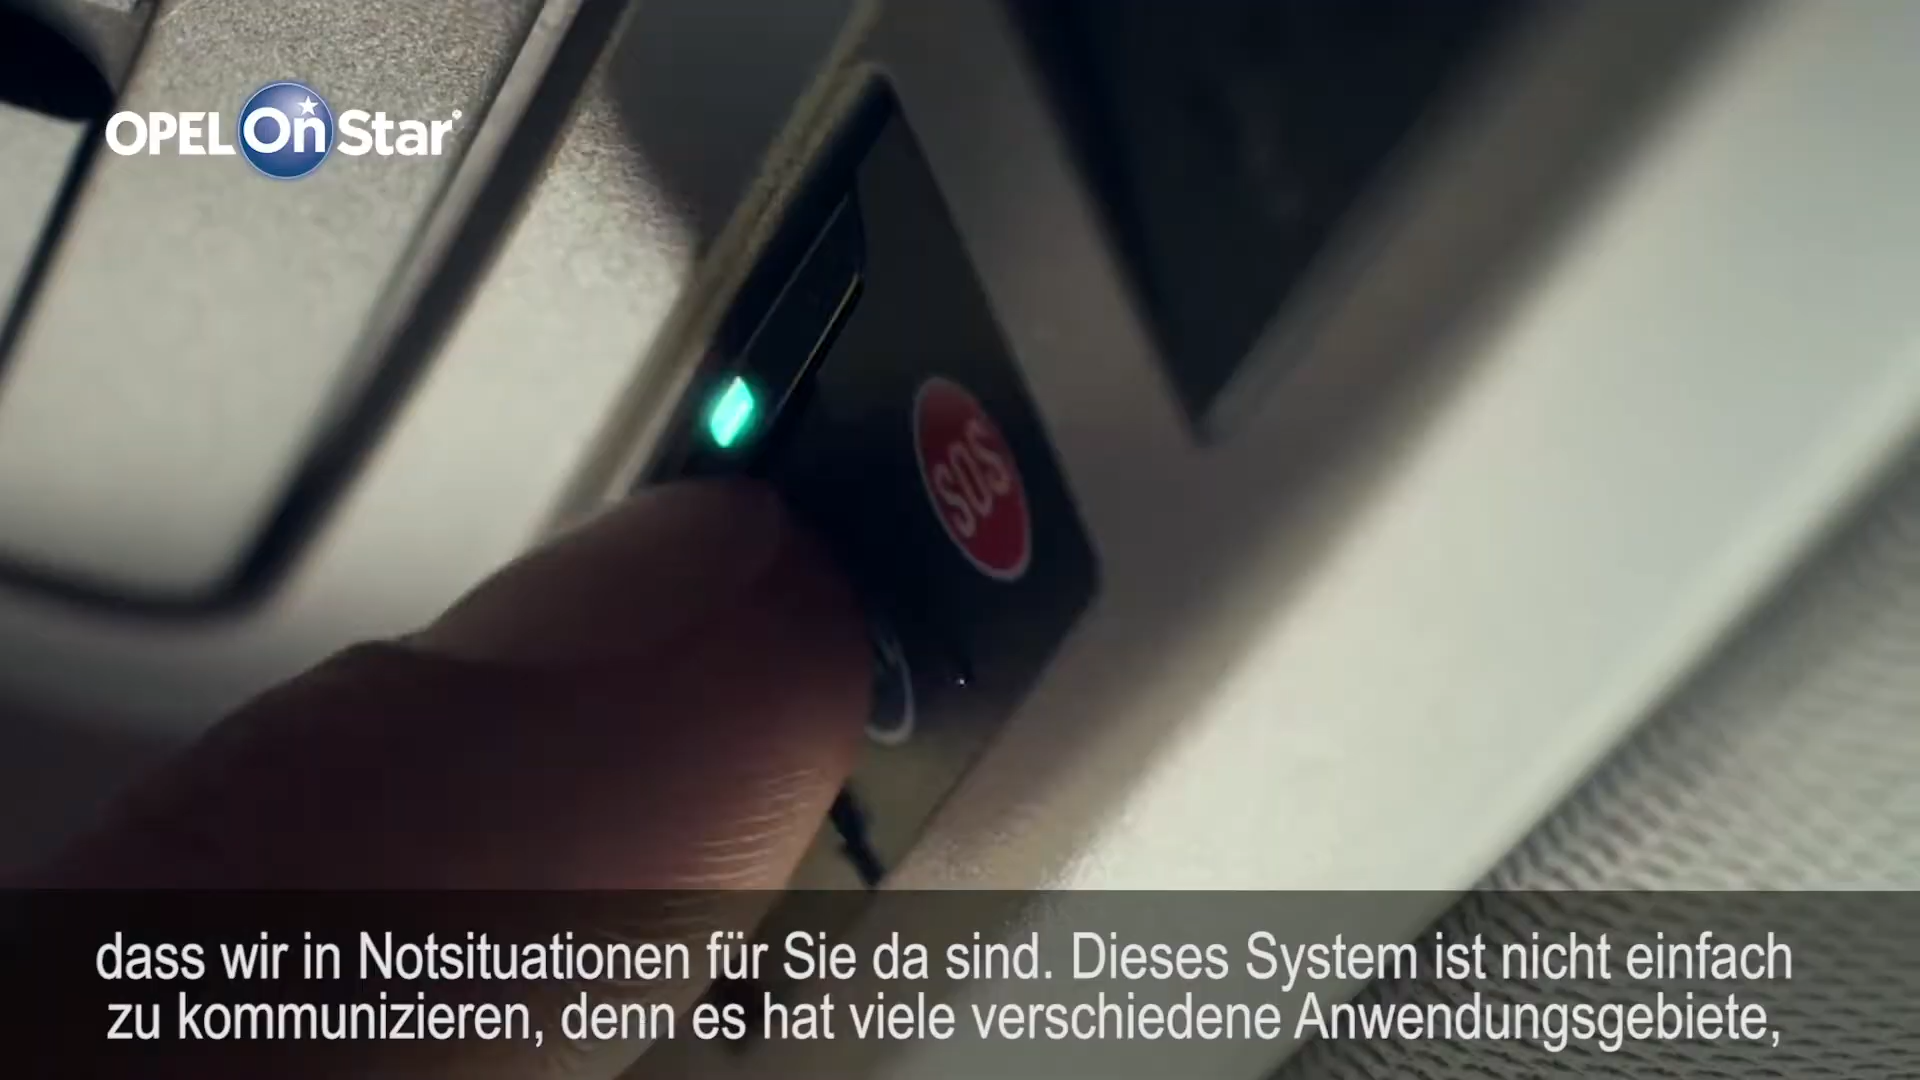 OPEL OnStar
SOS
dass wir in Notsituationen für Sie da sind. Dieses System ist nicht einfach
zu kommunizieren, denn es hat viele verschiedene Anwendungsgebiete,